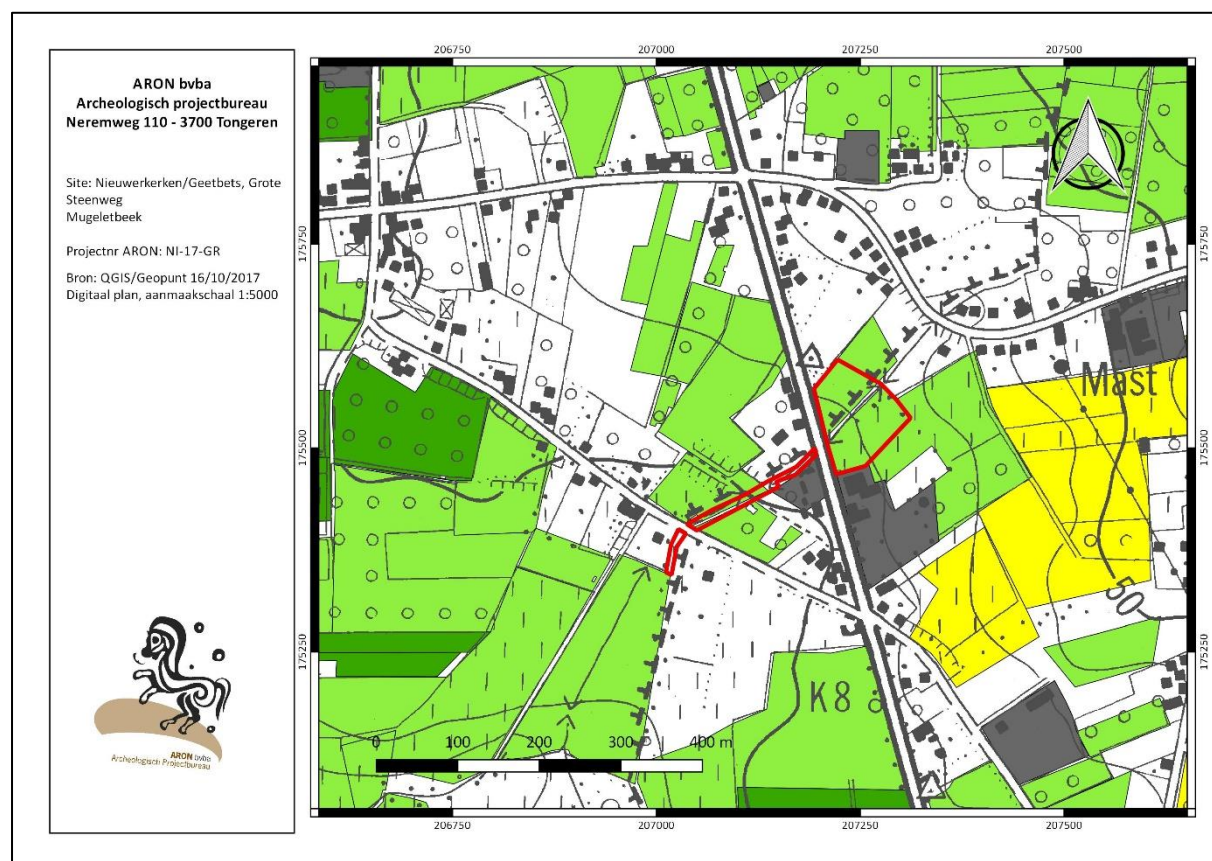 ARON bvba
Archeologisch projectbureau
Neremweg 110 - 3700 Tongeren
Site: Nieuwerkerken/Geetbets, Grote
Steenweg
Mugeletbeek
Projectnr ARON: NI-17-GR
Bron: QGIS/Geopunt 16/10/2017
Digitaal plan, aanmaakschaal 1:5000
ARON bvba
Archeologisch Projectbureau
206750 207000 207250 207500
175750 175750
Mast
175500 175500
50
175250 175250
K8
0 100 200 300 400 m
206750 207000 207250 207500